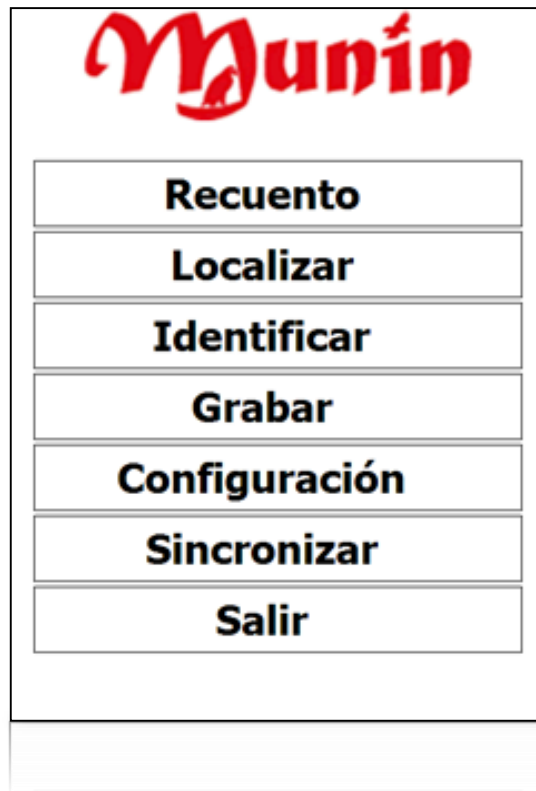 Munin
Recuento
Localizar
Identificar
Grabar
Configuración
Sincronizar
Salir